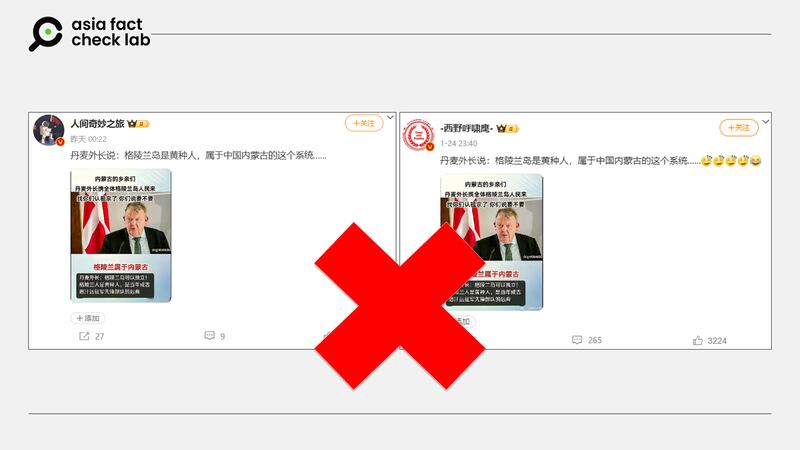 asia fact
check lab
人间奇妙之旅
昨天 00:22
+关注
丹麦外长说：格陵兰岛是黄种人，属于中国内蒙古的这个系统......
内蒙古的乡亲们
丹麦外长携全体格陵兰岛人民来
找你们认祖宗了 你们说要不要
格陵兰属于内蒙古
丹麦外长：格陵兰岛可以独立！
格陵兰人是黄种人，是当年成吉
思汗远征军先锋部队的后裔
+添加
27
9
-西野呼啸鹰-
1-24 23:40
+关注
丹麦外长说：格陵兰岛是黄种人，属于中国内蒙古的这个系统......🤣🤣🤣🤣😂
内蒙古的乡亲们
丹麦外长携全体格陵兰岛人民来
找你们认祖宗了 你们说要不要
格陵兰属于内蒙古
丹麦外长：格陵兰岛可以独立！
兰人是黄种人，是当年成吉
思汗远征军先锋部队的后裔
添加
265
3224